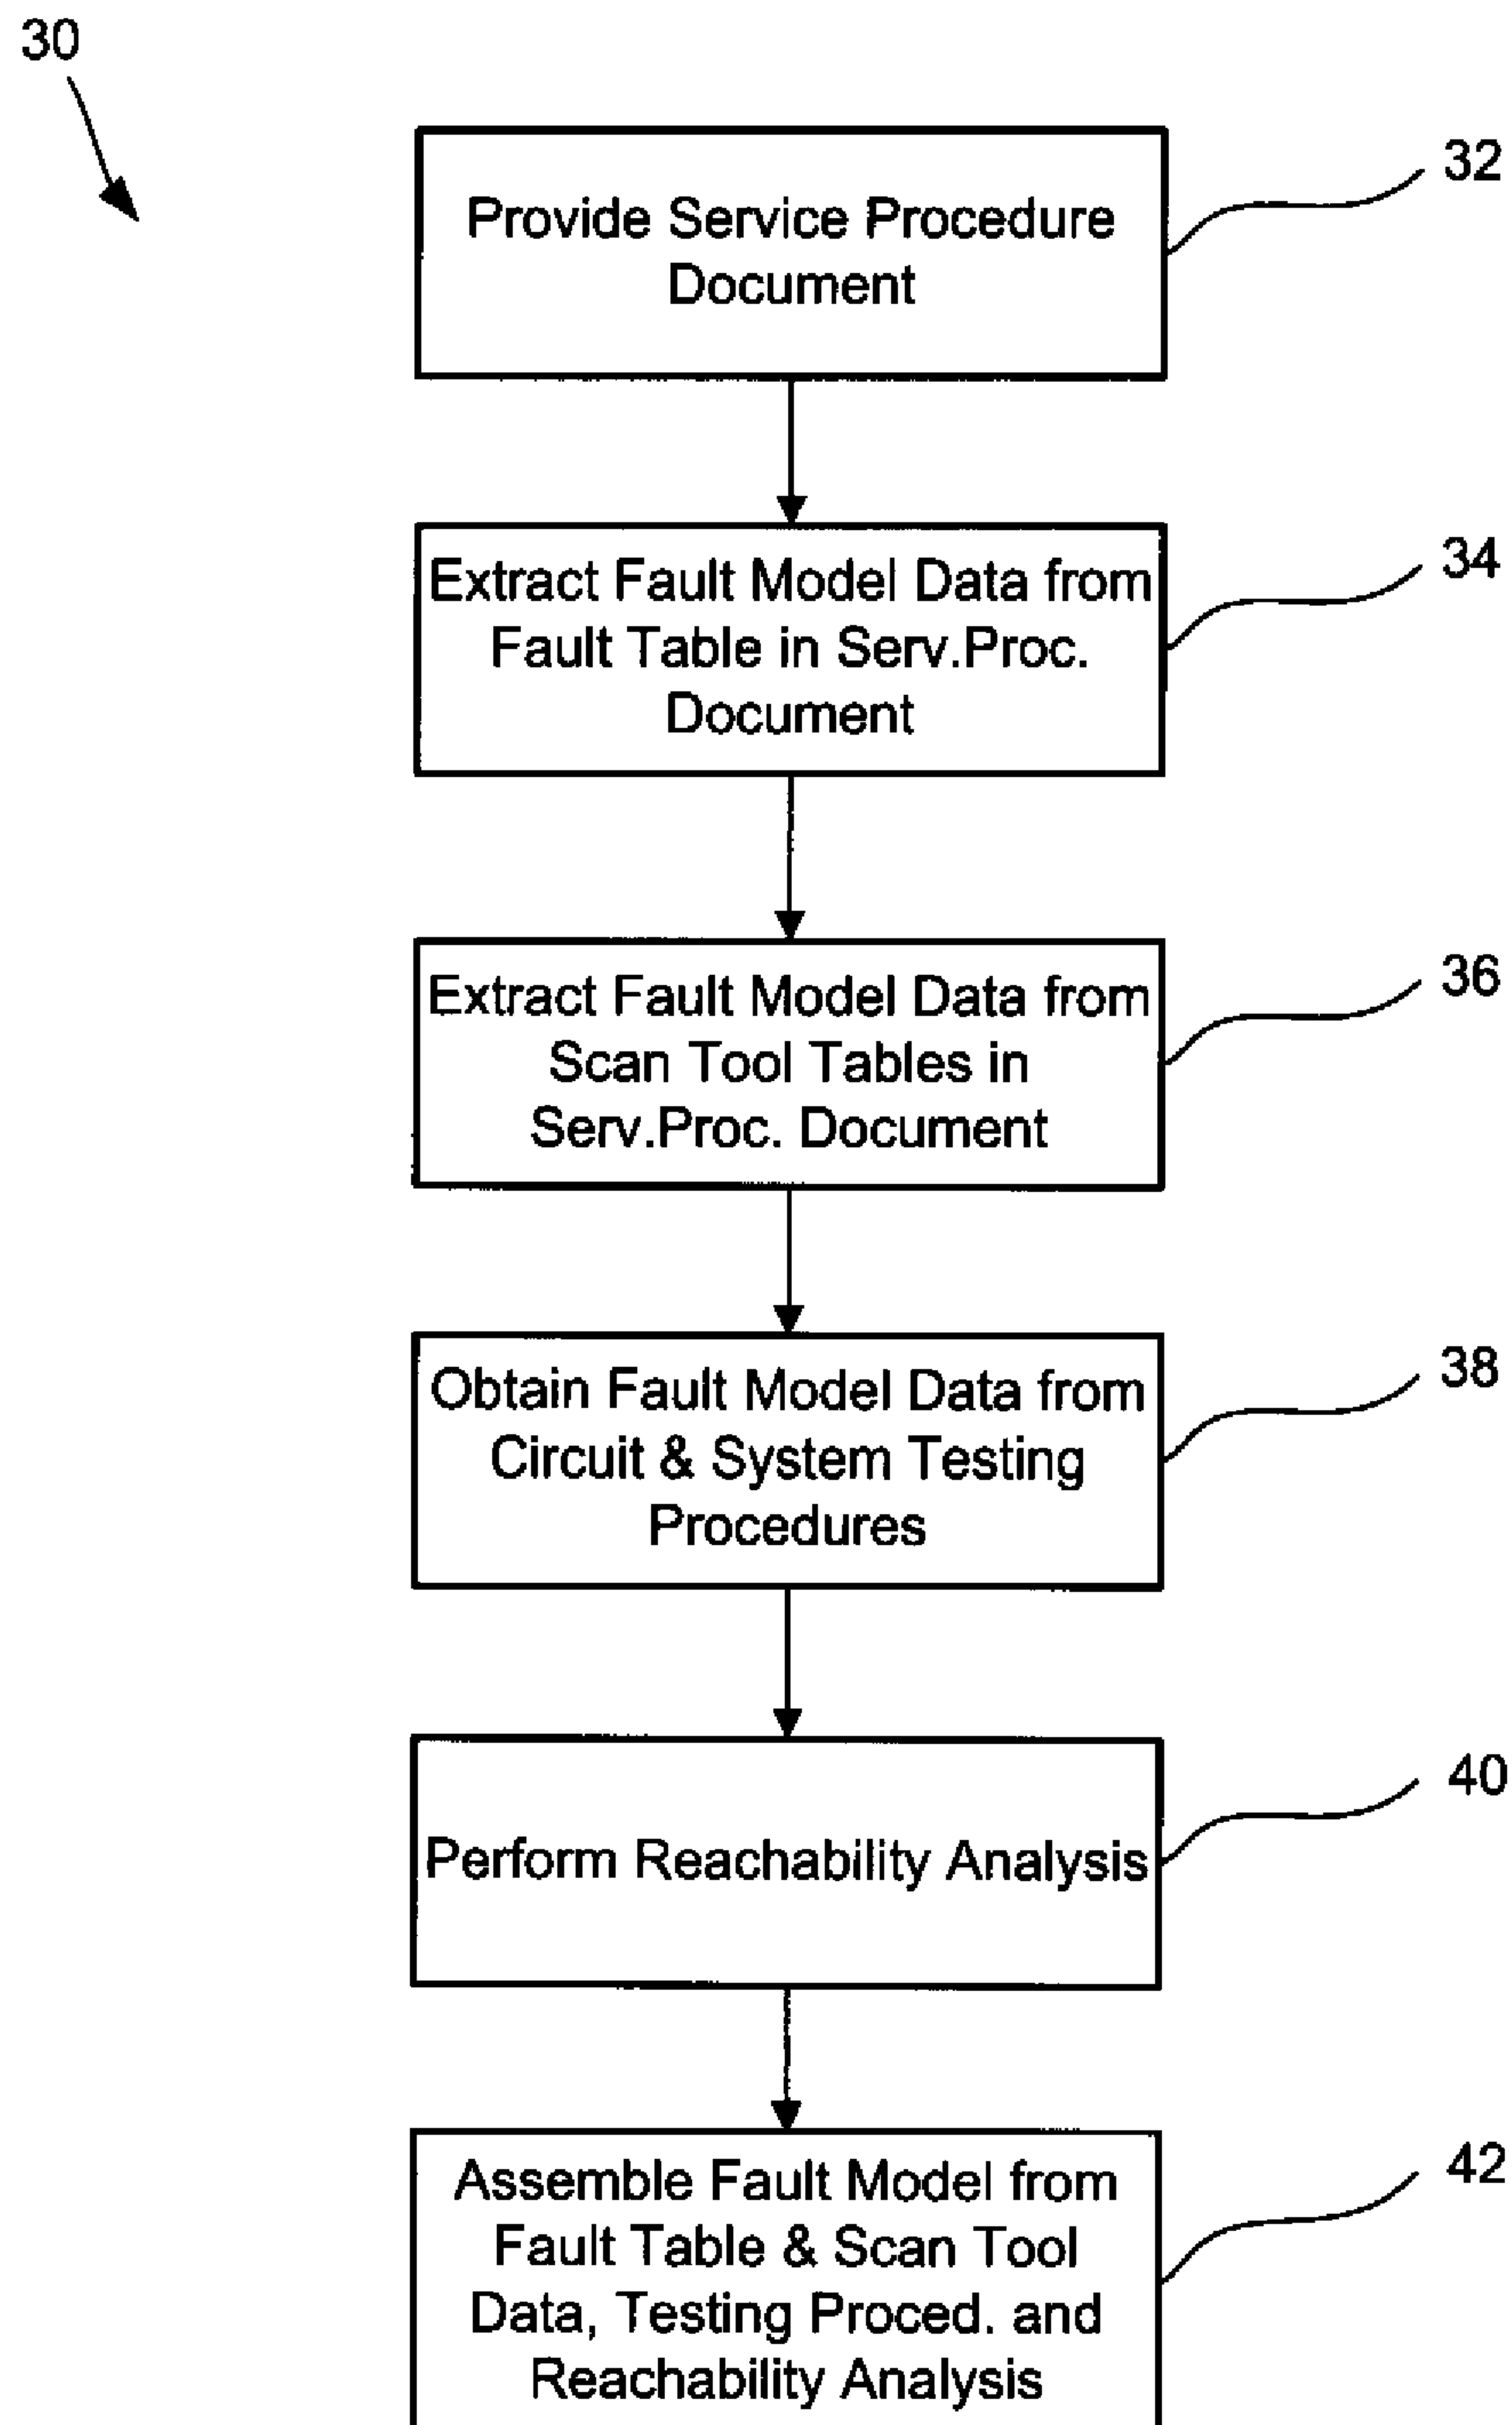 30
Provide Service Procedure
Document
32
Extract Fault Model Data from
Fault Table in Serv.Proc.
Document
34
Extract Fault Model Data from
Scan Tool Tables in
Serv.Proc. Document
36
Obtain Fault Model Data from
Circuit & System Testing
Procedures
38
Perform Reachability Analysis
40
Assemble Fault Model from
Fault Table & Scan Tool
Data, Testing Proced. and
Reachability Analysis
42